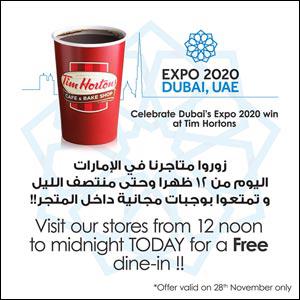 Tim Hortons
CAFE & BAKE SHOP
EXPO 2020
DUBAI, UAE
Celebrate Dubai's Expo 2020 win
at Tim Hortons
زوروا متاجرنا في الإمارات
اليوم من ١٢ ظهرا وحتى منتصف الليل
و تمتعوا بوجبات مجانية داخل المتجر!!
Visit our stores from 12 noon
to midnight TODAY for a Free
dine-in !!
*Offer valid on 28th November only